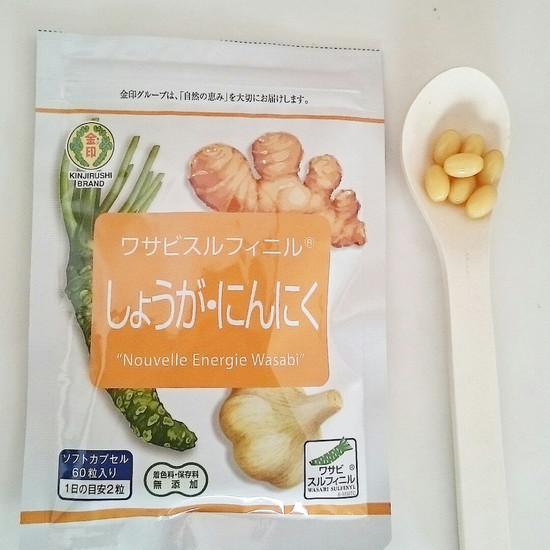 金印グループは、「自然の恵み」を大切にお届けします。
金印
KINJIRUSHI
BRAND
ワサビスルフィニル®
しょうが・にんにく
"Nouvelle Energie Wasabi"
ソフトカプセル
60粒入り
1日の目安2粒
着色料・保存料
無添加
ワサビ®
スルフィニル
WASABI SULFINYL